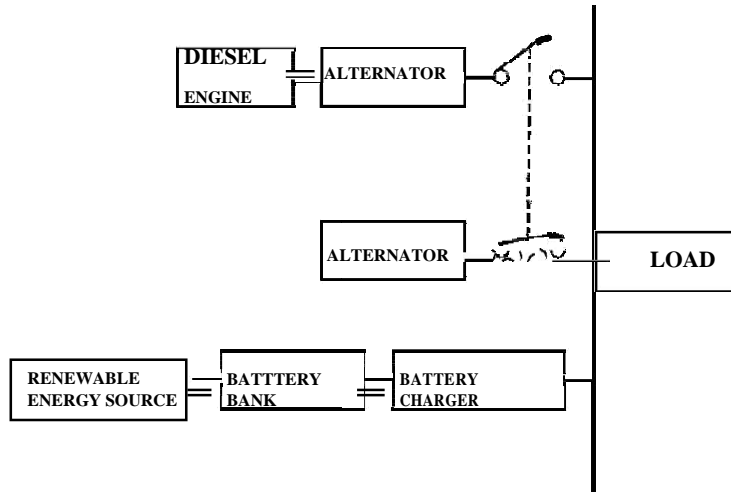 DIESEL
ENGINE
ALTERNATOR
ALTERNATOR
LOAD
RENEWABLE
ENERGY SOURCE
BATTTERY
BANK
BATTERY
CHARGER